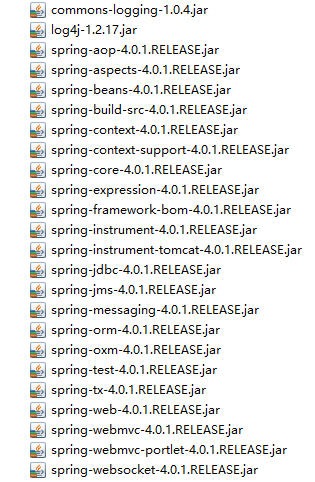 commons-logging-1.0.4.jar
log4j-1.2.17.jar
spring-aop-4.0.1.RELEASE.jar
spring-aspects-4.0.1.RELEASE.jar
spring-beans-4.0.1.RELEASE.jar
spring-build-src-4.0.1.RELEASE.jar
spring-context-4.0.1.RELEASE.jar
spring-context-support-4.0.1.RELEASE.jar
spring-core-4.0.1.RELEASE.jar
spring-expression-4.0.1.RELEASE.jar
spring-framework-bom-4.0.1.RELEASE.jar
spring-instrument-4.0.1.RELEASE.jar
spring-instrument-tomcat-4.0.1.RELEASE.jar
spring-jdbc-4.0.1.RELEASE.jar
spring-jms-4.0.1.RELEASE.jar
spring-messaging-4.0.1.RELEASE.jar
spring-orm-4.0.1.RELEASE.jar
spring-oxm-4.0.1.RELEASE.jar
spring-test-4.0.1.RELEASE.jar
spring-tx-4.0.1.RELEASE.jar
spring-web-4.0.1.RELEASE.jar
spring-webmvc-4.0.1.RELEASE.jar
spring-webmvc-portlet-4.0.1.RELEASE.jar
spring-websocket-4.0.1.RELEASE.jar